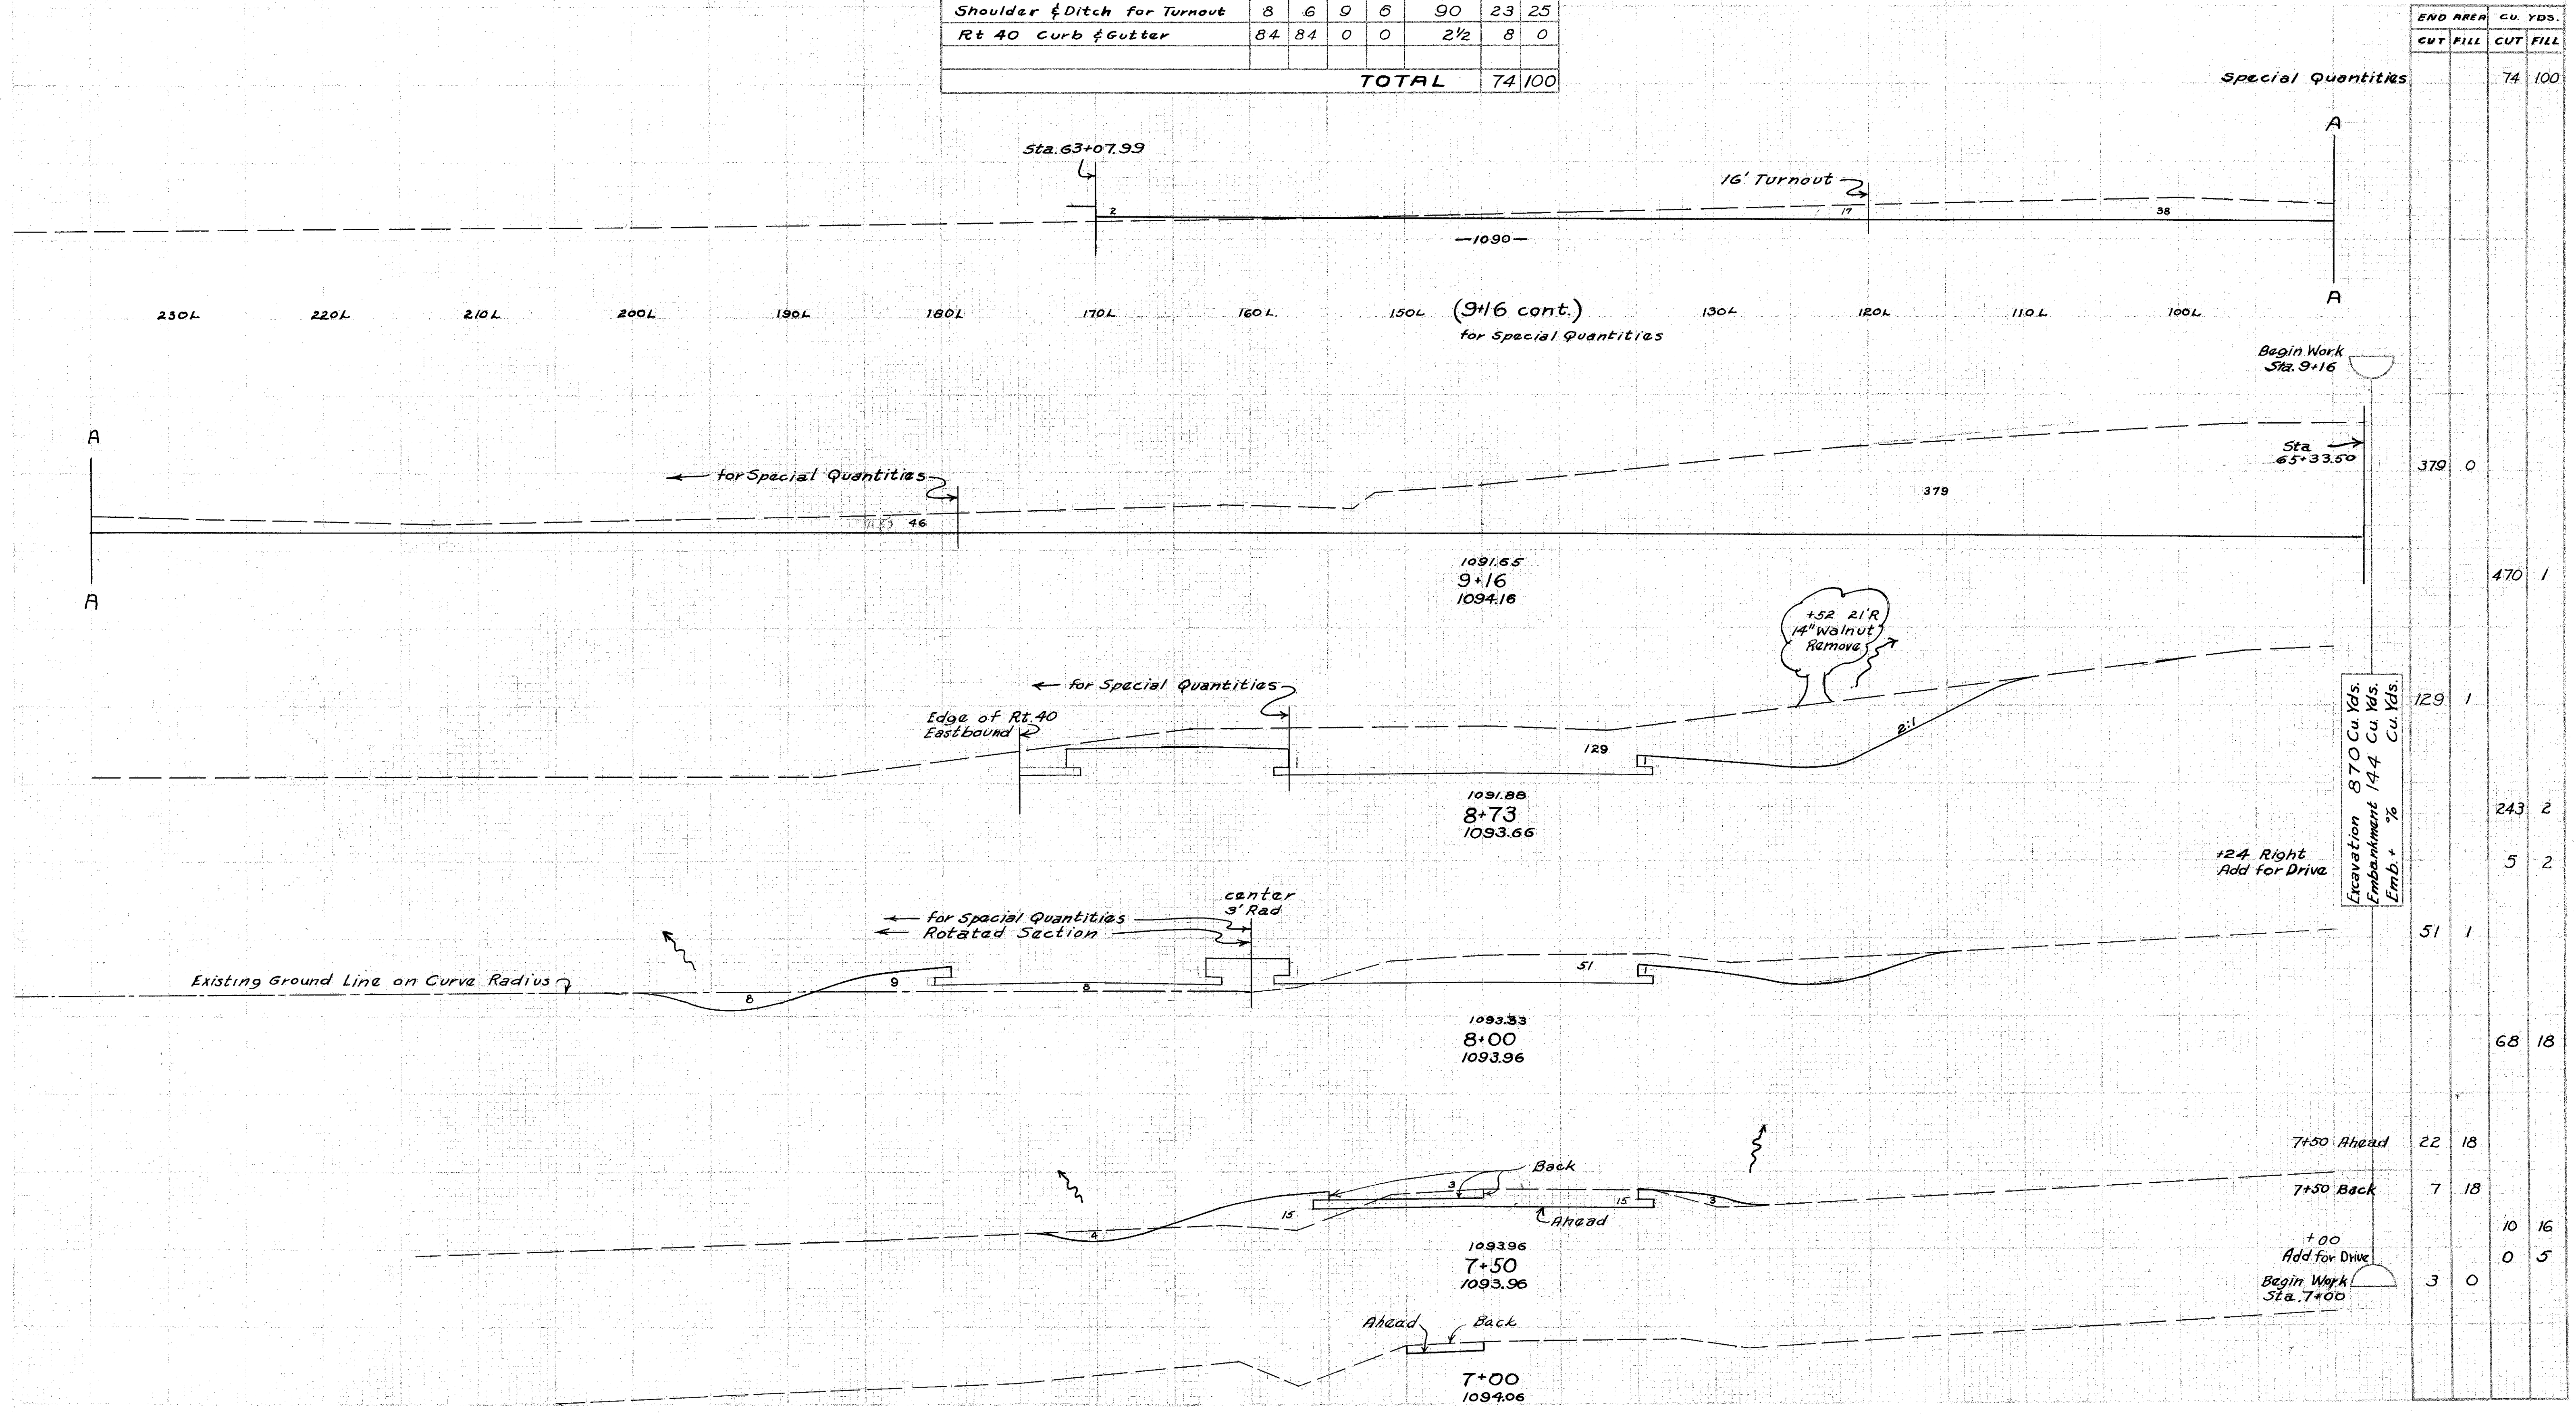 Shoulder & Ditch for Turnout 8 6 9 6 90 23 25
Rt 40 Curb & Gutter 84 84 0 0 2½ 8 0
TOTAL 74 100
END AREA CU. YDS.
CUT FILL CUT FILL
Special Quantities 74 100
A
Sta. 63+07.99
16' Turnout
2
17
38
—1090—
A
230L 220L 210L 200L 190L 180L 170L 160L 150L (9+16 cont.) 130L 120L 110L 100L
for Special Quantities
Begin Work
Sta. 9+16
A
Sta
65+33.50
379 0
← for Special Quantities
379
46
1091.65
9+16
1094.16
470 1
A
+52 21'R
14" Walnut
Remove
← for Special Quantities
Edge of Rt. 40
Eastbound
2:1
129
129 1
1091.88
8+73
1093.66
243 2
Excavation 870 Cu. Yds.
Embankment 144 Cu. Yds.
Emb. + % Cu. Yds.
+24 Right
Add for Drive
5 2
center
3' Rad
← for Special Quantities
← Rotated Section
51 1
51
Existing Ground Line on Curve Radius
8
9
8
1093.33
8+00
1093.96
68 18
7+50 Ahead 22 18
Back
3
15
3
15
4
Ahead
7+50 Back 7 18
1093.96
7+50
1093.96
10 16
+00
Add for Drive
0 5
Begin Work
Sta. 7+00
3 0
Ahead
Back
7+00
1094.06